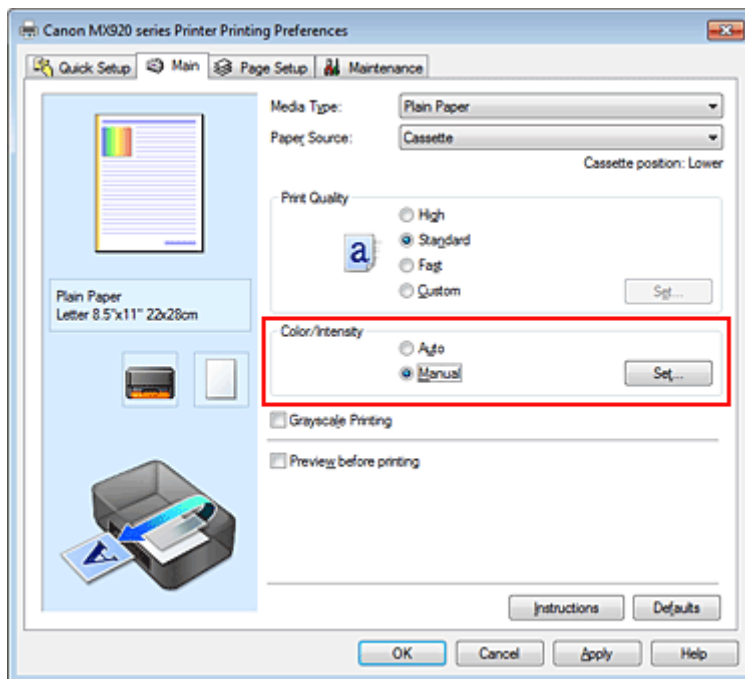 Canon MX920 series Printer Printing Preferences
Quick Setup Main Page Setup Maintenance
Media Type: Plain Paper
Paper Source: Cassette
Cassette position: Lower
Print Quality
High
a Standard
Fast
Custom Set...
Plain Paper
Letter 8.5"x11" 22x28cm
Color/Intensity
Auto
Manual Set...
Grayscale Printing
Preview before printing
A
Instructions Defaults
OK Cancel Apply Help